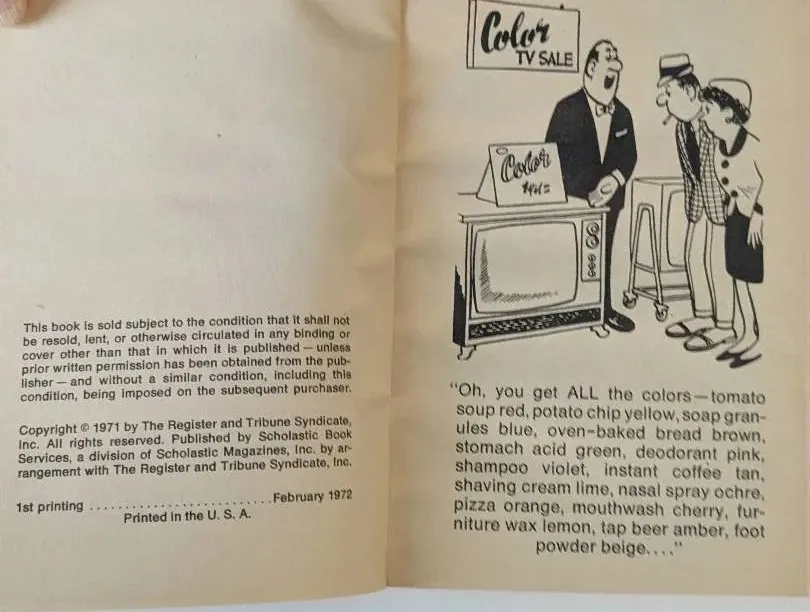 This book is sold subject to the condition that it shall not
be resold, lent, or otherwise circulated in any binding or
cover other than that in which it is published — unless
prior written permission has been obtained from the pub-
lisher — and without a similar condition, including this
condition, being imposed on the subsequent purchaser.
Copyright © 1971 by The Register and Tribune Syndicate,
Inc. All rights reserved. Published by Scholastic Book
Services, a division of Scholastic Magazines, Inc. by ar-
rangement with The Register and Tribune Syndicate, Inc.
1st printing ............................February 1972
Printed in the U. S. A.
Color
TV SALE
Color
"Oh, you get ALL the colors — tomato
soup red, potato chip yellow, soap gran-
ules blue, oven-baked bread brown,
stomach acid green, deodorant pink,
shampoo violet, instant coffee tan,
shaving cream lime, nasal spray ochre,
pizza orange, mouthwash cherry, fur-
niture wax lemon, tap beer amber, foot
powder beige...."